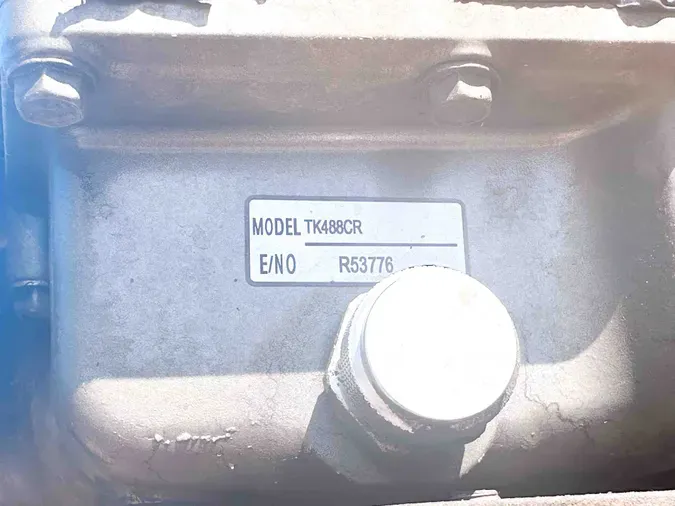 MODEL TK488CR
E/NO R53776